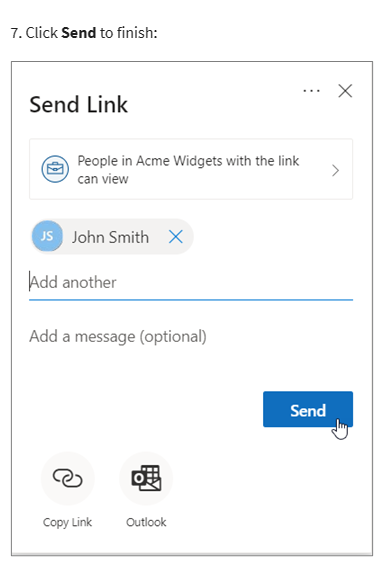 7. Click Send to finish:
Send Link
People in Acme Widgets with the link
can view
JS John Smith
Add another
Add a message (optional)
Send
Copy Link Outlook